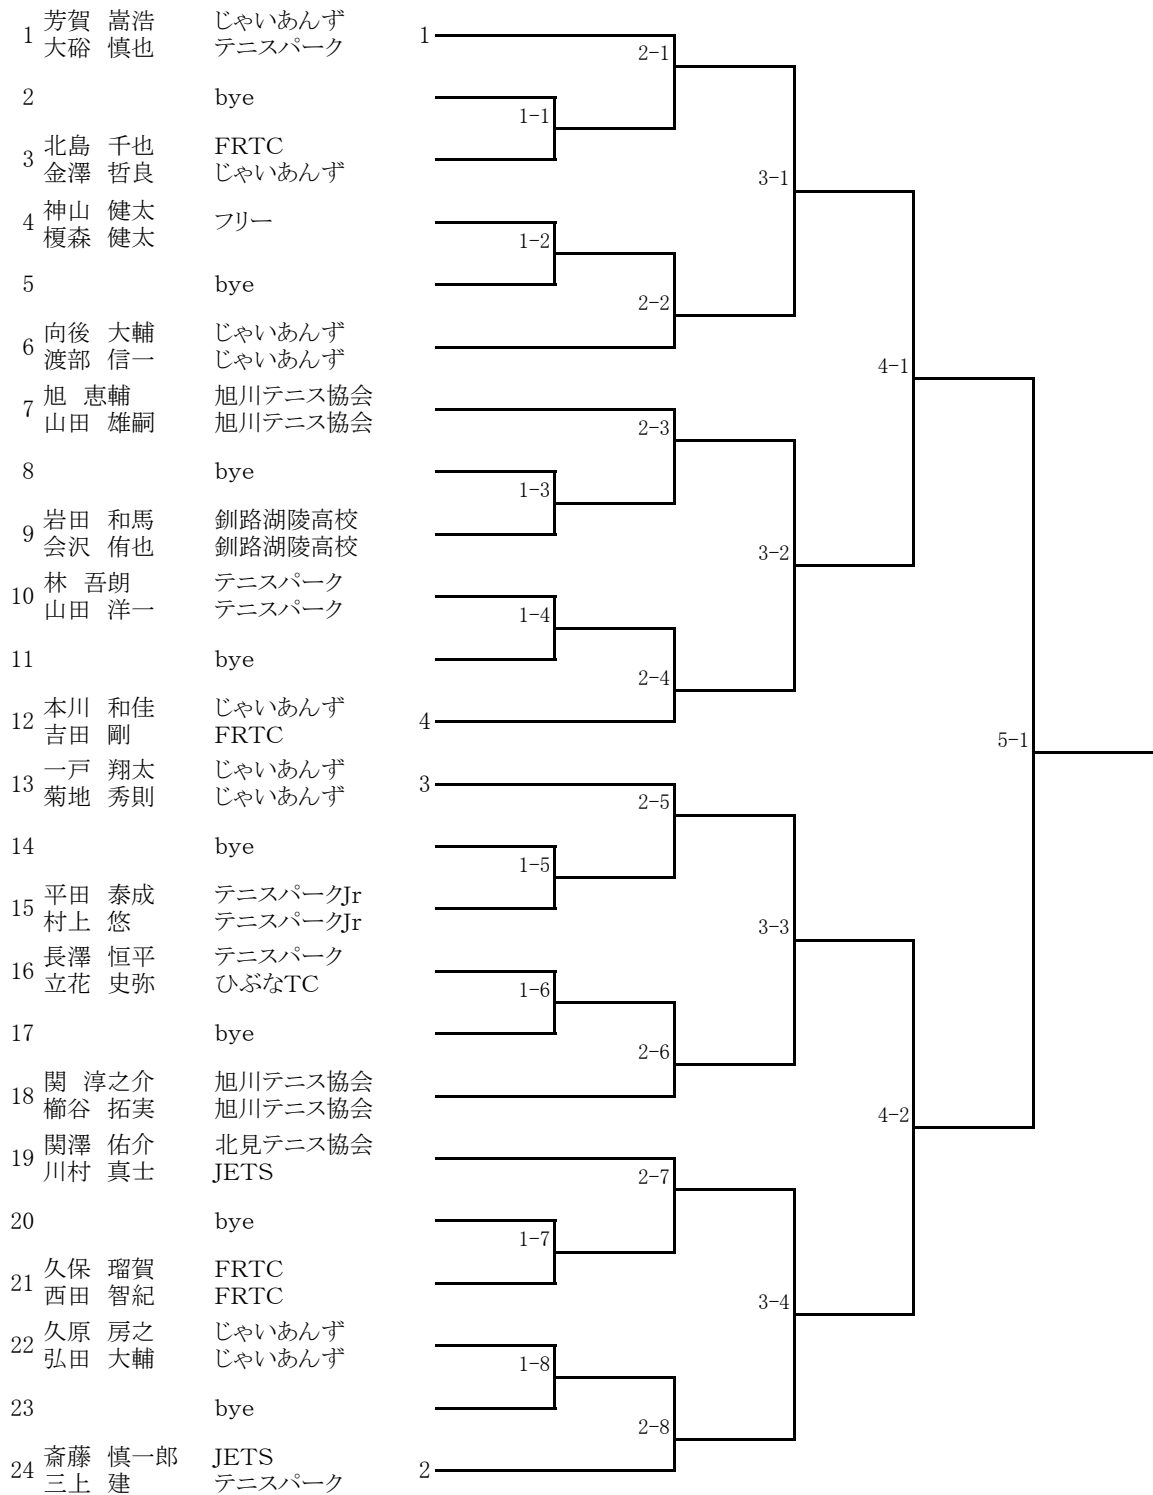 1 芳賀 嵩浩 じゃいあんず 1
大硲 慎也 テニスパーク
2-1
2 bye
1-1
3 北島 千也 FRTC
金澤 哲良 じゃいあんず
3-1
4 神山 健太 フリー
榎森 健太
1-2
5 bye
2-2
6 向後 大輔 じゃいあんず
渡部 信一 じゃいあんず
4-1
7 旭 恵輔 旭川テニス協会
山田 雄嗣 旭川テニス協会
2-3
8 bye
1-3
9 岩田 和馬 釧路湖陵高校
会沢 侑也 釧路湖陵高校
3-2
10 林 吾朗 テニスパーク
山田 洋一 テニスパーク
1-4
11 bye
2-4
12 本川 和佳 じゃいあんず 4
吉田 剛 FRTC
5-1
13 一戸 翔太 じゃいあんず 3
菊地 秀則 じゃいあんず
2-5
14 bye
1-5
15 平田 泰成 テニスパークJr
村上 悠 テニスパークJr
3-3
16 長澤 恒平 テニスパーク
立花 史弥 ひぶなTC
1-6
17 bye
2-6
18 関 淳之介 旭川テニス協会
櫛谷 拓実 旭川テニス協会
4-2
19 関澤 佑介 北見テニス協会
川村 真士 JETS
2-7
20 bye
1-7
21 久保 瑠賀 FRTC
西田 智紀 FRTC
3-4
22 久原 房之 じゃいあんず
弘田 大輔 じゃいあんず
1-8
23 bye
2-8
24 斎藤 慎一郎 JETS 2
三上 建 テニスパーク